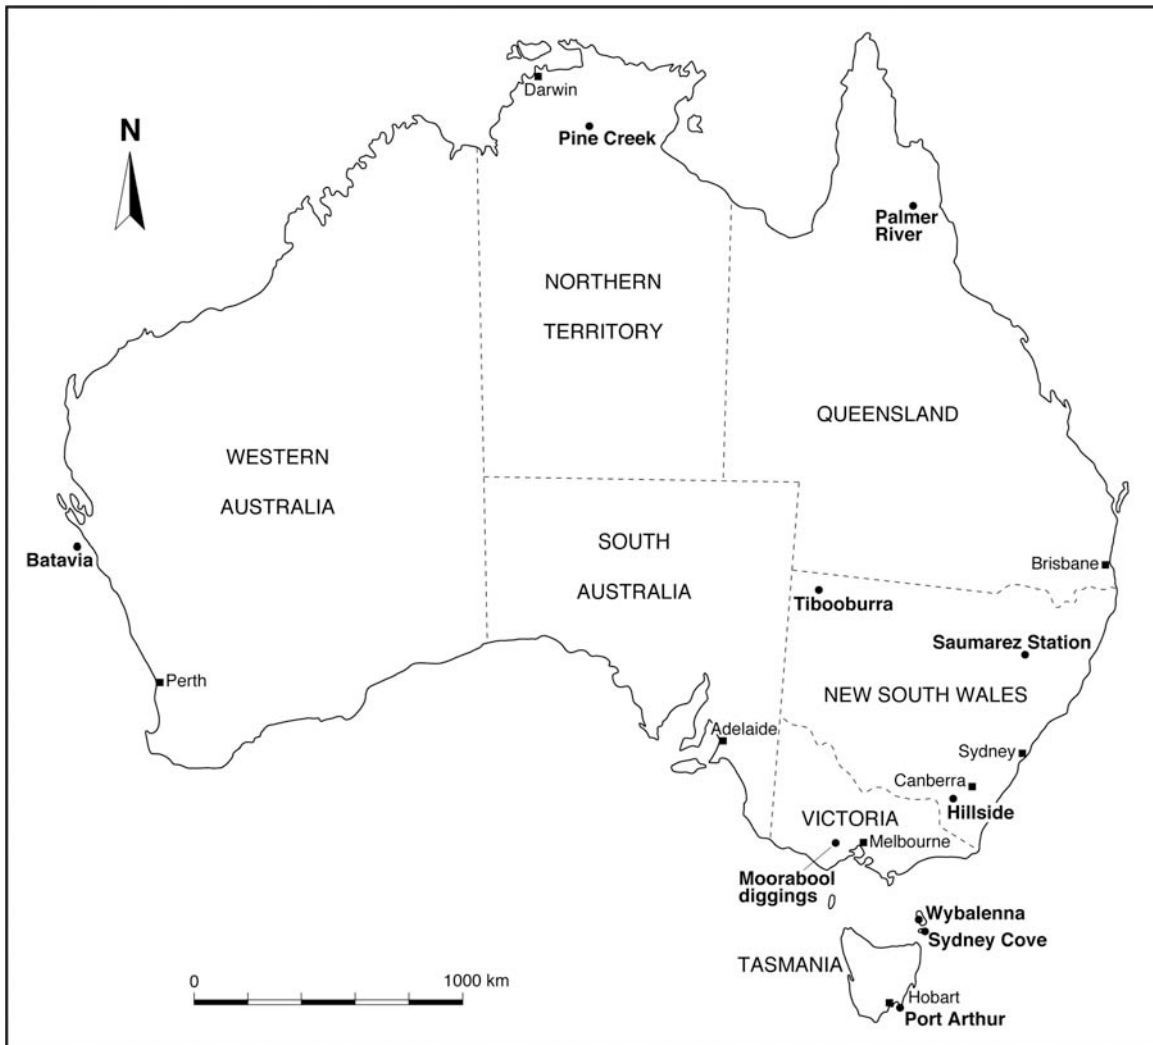 Darwin
N
Pine Creek
Palmer
River
NORTHERN
TERRITORY
QUEENSLAND
WESTERN
AUSTRALIA
SOUTH
AUSTRALIA
Batavia
Brisbane
Tibooburra
Saumarez Station
Perth
NEW SOUTH WALES
Adelaide
Sydney
Canberra
Hillside
VICTORIA
Melbourne
Moorabool
diggings
Wybalenna
Sydney Cove
TASMANIA
0
1000 km
Hobart
Port Arthur